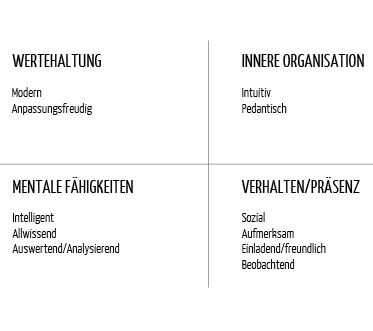 WERTEHALTUNG
Modern
Anpassungsfreudig
INNERE ORGANISATION
Intuitiv
Pedantisch
MENTALE FÄHIGKEITEN
Intelligent
Allwissend
Auswertend/Analysierend
VERHALTEN/PRÄSENZ
Sozial
Aufmerksam
Einladend/freundlich
Beobachtend